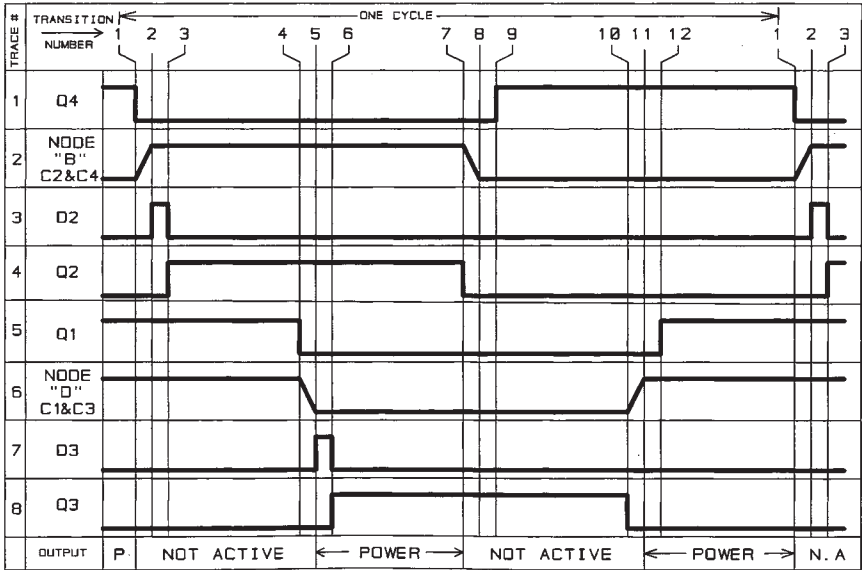 TRACE #
TRANSITION
NUMBER
ONE CYCLE
1 2 3 4 5 6 7 8 9 10 11 12 1 2 3
1 Q4
2 NODE
"B"
C2&C4
3 D2
4 Q2
5 Q1
6 NODE
"D"
C1&C3
7 D3
8 Q3
OUTPUT P. NOT ACTIVE POWER NOT ACTIVE POWER N.A